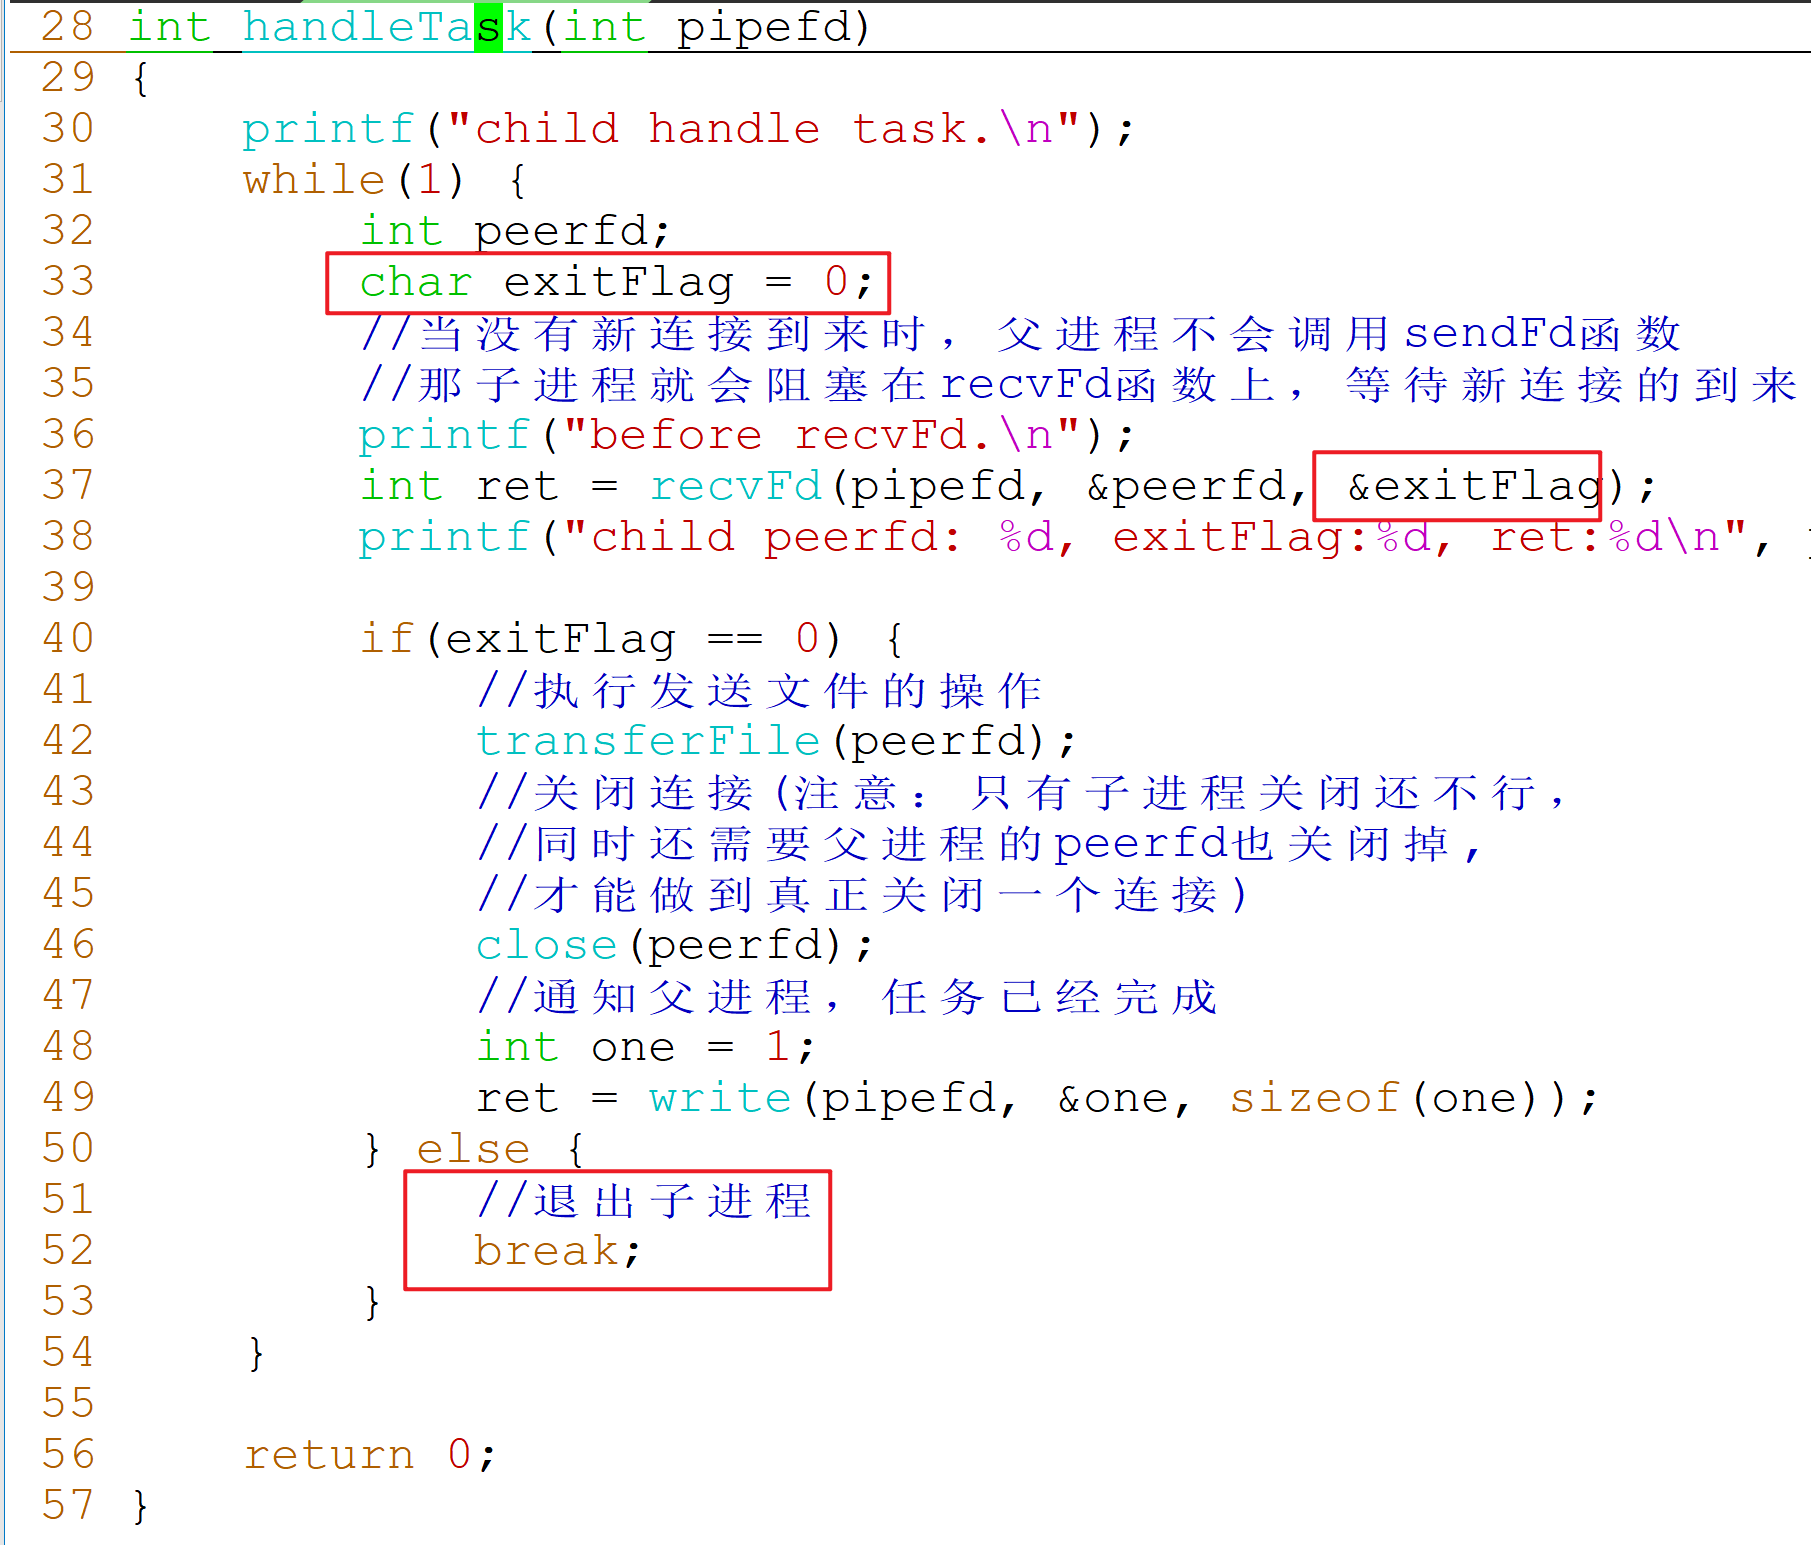 28 int handleTask(int pipefd)
29 {
30     printf("child handle task.\n");
31     while(1) {
32         int peerfd;
33         char exitFlag = 0;
34         //当没有新连接到来时，父进程不会调用sendFd函数
35         //那子进程就会阻塞在recvFd函数上，等待新连接的到来
36         printf("before recvFd.\n");
37         int ret = recvFd(pipefd, &peerfd, &exitFlag);
38         printf("child peerfd: %d, exitFlag:%d, ret:%d\n",
39
40         if(exitFlag == 0) {
41             //执行发送文件的操作
42             transferFile(peerfd);
43             //关闭连接(注意：只有子进程关闭还不行，
44             //同时还需要父进程的peerfd也关闭掉,
45             //才能做到真正关闭一个连接)
46             close(peerfd);
47             //通知父进程，任务已经完成
48             int one = 1;
49             ret = write(pipefd, &one, sizeof(one));
50         } else {
51             //退出子进程
52             break;
53         }
54     }
55
56     return 0;
57 }